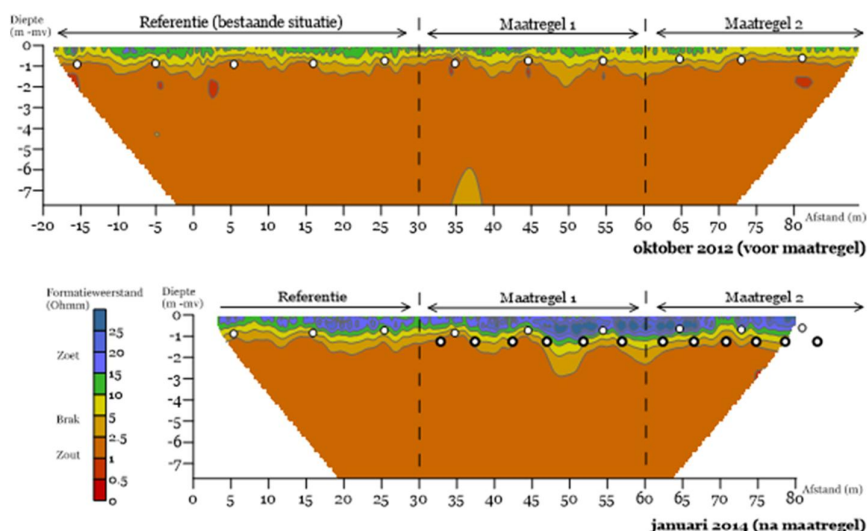 Diepte
(m -mv)
Referentie (bestaande situatie)
Maatregel 1
Maatregel 2
0
-1
-2
-3
-4
-5
-6
-7
-20 -15 -10 -5 0 5 10 15 20 25 30 35 40 45 50 55 60 65 70 75 80
Afstand (m)
oktober 2012 (voor maatregel)
Formatieweerstand
(Ohmm)
25
20
15
10
5
2.5
1
0.5
0
Zoet
Brak
Zout
Diepte
(m -mv)
Referentie
Maatregel 1
Maatregel 2
0
-1
-2
-3
-4
-5
-6
-7
0 5 10 15 20 25 30 35 40 45 50 55 60 65 70 75 80
Afstand (m)
januari 2014 (na maatregel)